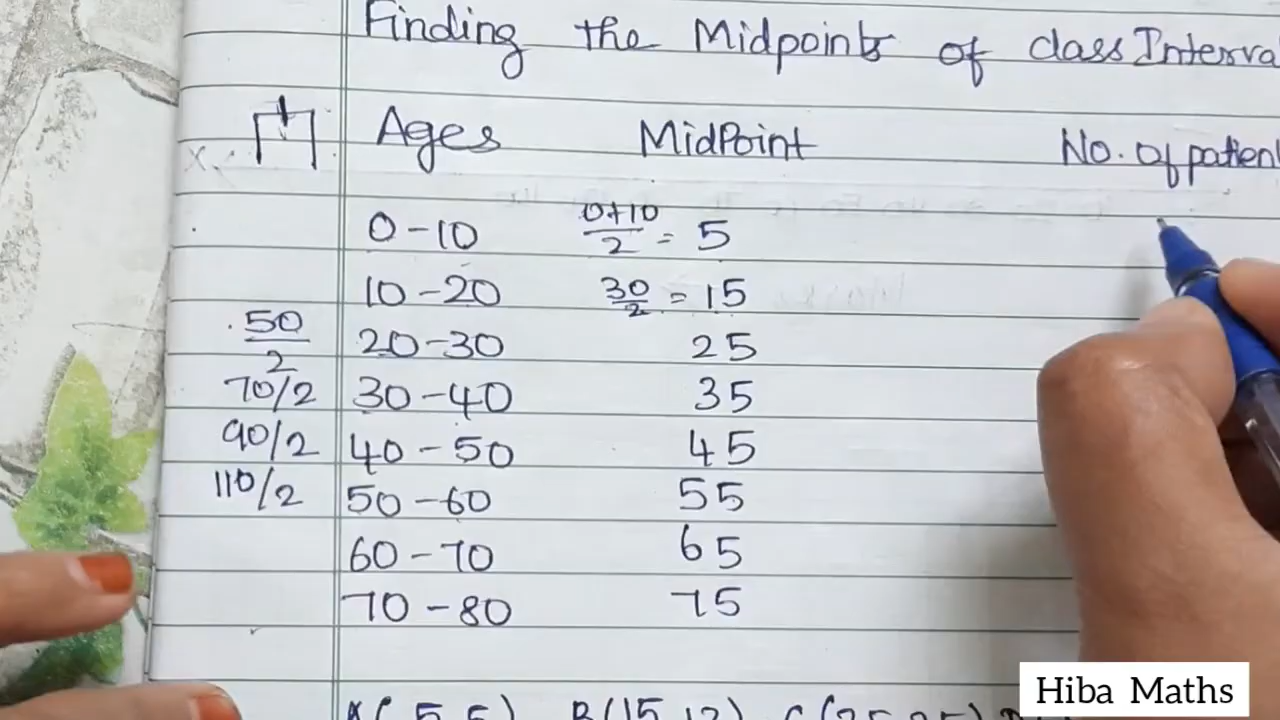 Finding the Midpoints of class Interval
Ages MidPoint No. of patient
0-10 0+10/2 = 5
10-20 30/2 = 15
50/2 20-30 25
70/2 30-40 35
90/2 40-50 45
110/2 50-60 55
60-70 65
70-80 75
Hiba Maths